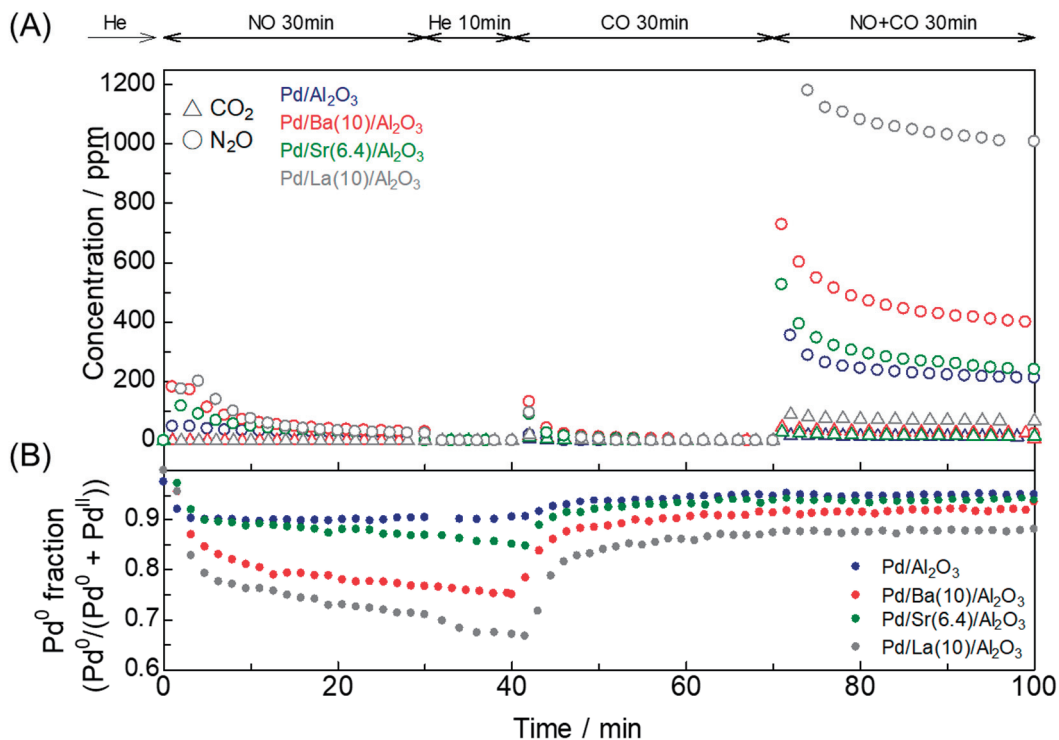 (A)
He
NO 30min
He 10min
CO 30min
NO+CO 30min
1200
1000
800
600
400
200
0
Concentration / ppm
△ CO₂
○ N₂O
Pd/Al₂O₃
Pd/Ba(10)/Al₂O₃
Pd/Sr(6.4)/Al₂O₃
Pd/La(10)/Al₂O₃
(B)
0.9
0.8
0.7
0.6
Pd⁰ fraction
(Pd⁰/(Pd⁰ + Pdᴵᴵ))
Pd/Al₂O₃
Pd/Ba(10)/Al₂O₃
Pd/Sr(6.4)/Al₂O₃
Pd/La(10)/Al₂O₃
0
20
40
60
80
100
Time / min